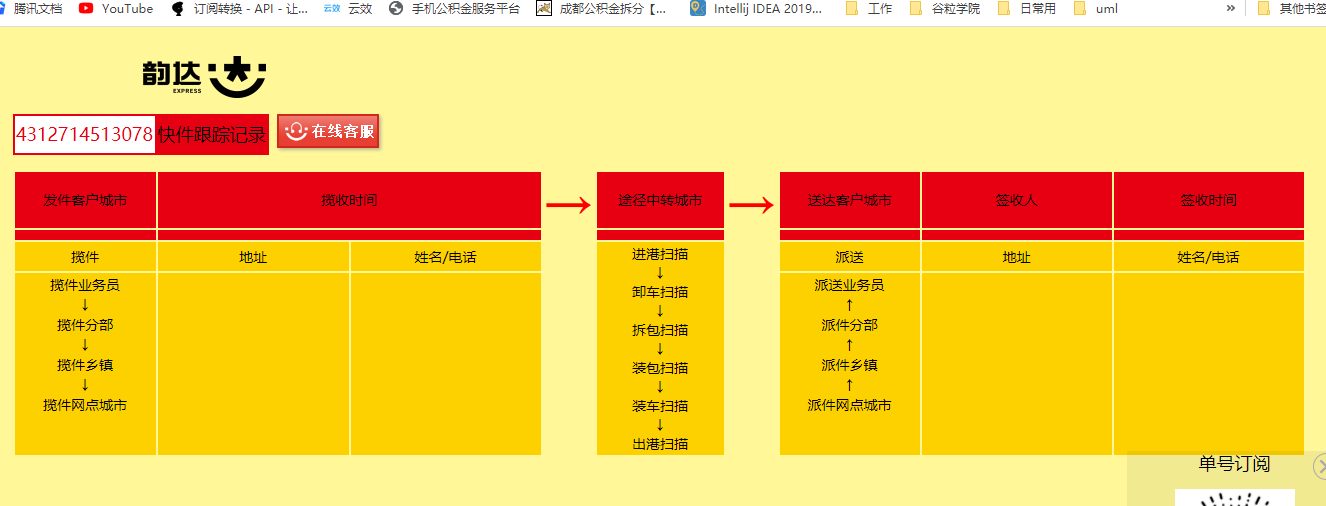 腾讯文档 YouTube 订阅转换 - API - 让... 云效 云效 手机公积金服务平台 成都公积金拆分【... Intellij IDEA 2019... 工作 谷粒学院 日常用 uml » 其他书签
韵达
EXPRESS
4312714513078 快件跟踪记录 在线客服
发件客户城市 揽收时间 → 途径中转城市 → 送达客户城市 签收人 签收时间
揽件 地址 姓名/电话
揽件业务员
↓
揽件分部
↓
揽件乡镇
↓
揽件网点城市
进港扫描
↓
卸车扫描
↓
拆包扫描
↓
装包扫描
↓
装车扫描
↓
出港扫描
派送 地址 姓名/电话
派送业务员
↑
派件分部
↑
派件乡镇
↑
派件网点城市
单号订阅